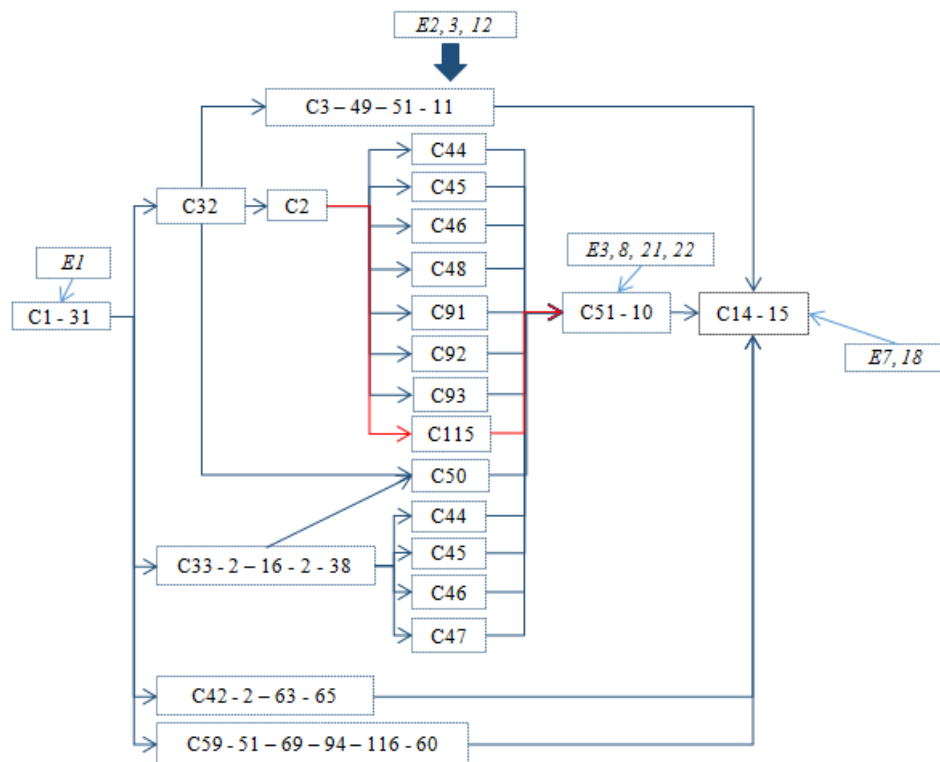 E2, 3, 12
C3 – 49 – 51 - 11
C44
C45
C32
C2
C46
E3, 8, 21, 22
C48
E1
C1 - 31
C91
C51 - 10
C14 - 15
C92
E7, 18
C93
C115
C50
C44
C33 - 2 – 16 - 2 - 38
C45
C46
C47
C42 - 2 – 63 - 65
C59 - 51 – 69 – 94 – 116 - 60